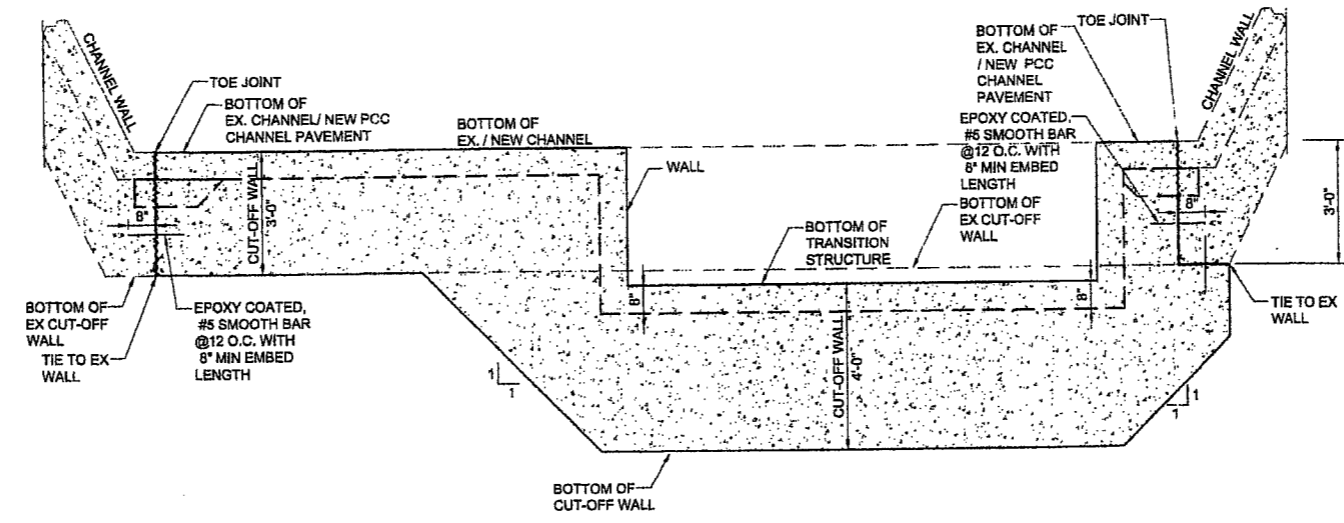 CHANNEL WALL
TOE JOINT
BOTTOM OF
EX. CHANNEL/ NEW PCC
CHANNEL PAVEMENT
BOTTOM OF
EX. / NEW CHANNEL
WALL
BOTTOM OF
EX. CHANNEL
/ NEW PCC
CHANNEL
PAVEMENT
TOE JOINT
CHANNEL WALL
EPOXY COATED,
#5 SMOOTH BAR
@12 O.C. WITH
8" MIN EMBED
LENGTH
BOTTOM OF
EX CUT-OFF
WALL
8"
3'-0"
CUT-OFF WALL
3'-0"
8"
BOTTOM OF
TRANSITION
STRUCTURE
8"
8"
TIE TO EX
WALL
BOTTOM OF
EX CUT-OFF
WALL
TIE TO EX
WALL
EPOXY COATED,
#5 SMOOTH BAR
@12 O.C. WITH
8" MIN EMBED
LENGTH
1
1
CUT-OFF WALL
4'-0"
1
1
BOTTOM OF
CUT-OFF WALL